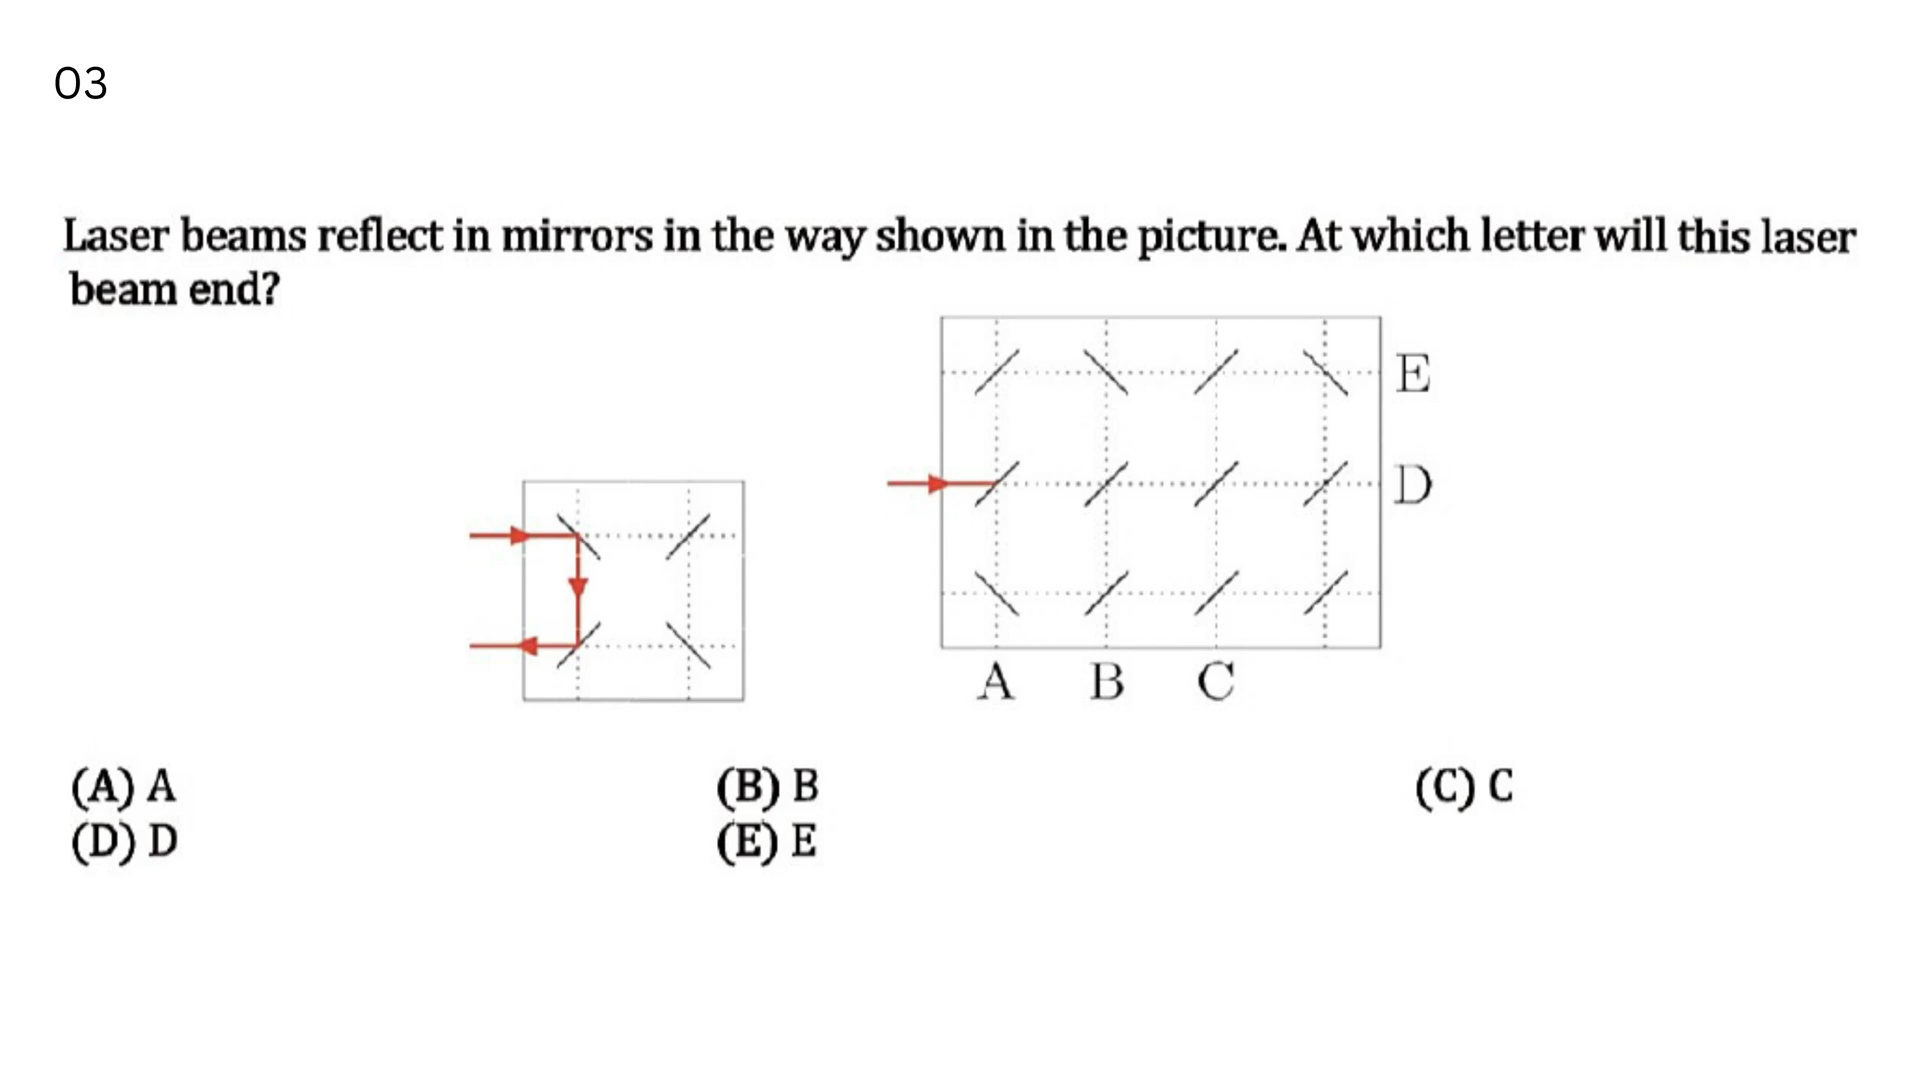 03
Laser beams reflect in mirrors in the way shown in the picture. At which letter will this laser
beam end?
E
D
A B C
(A) A (B) B (C) C
(D) D (E) E